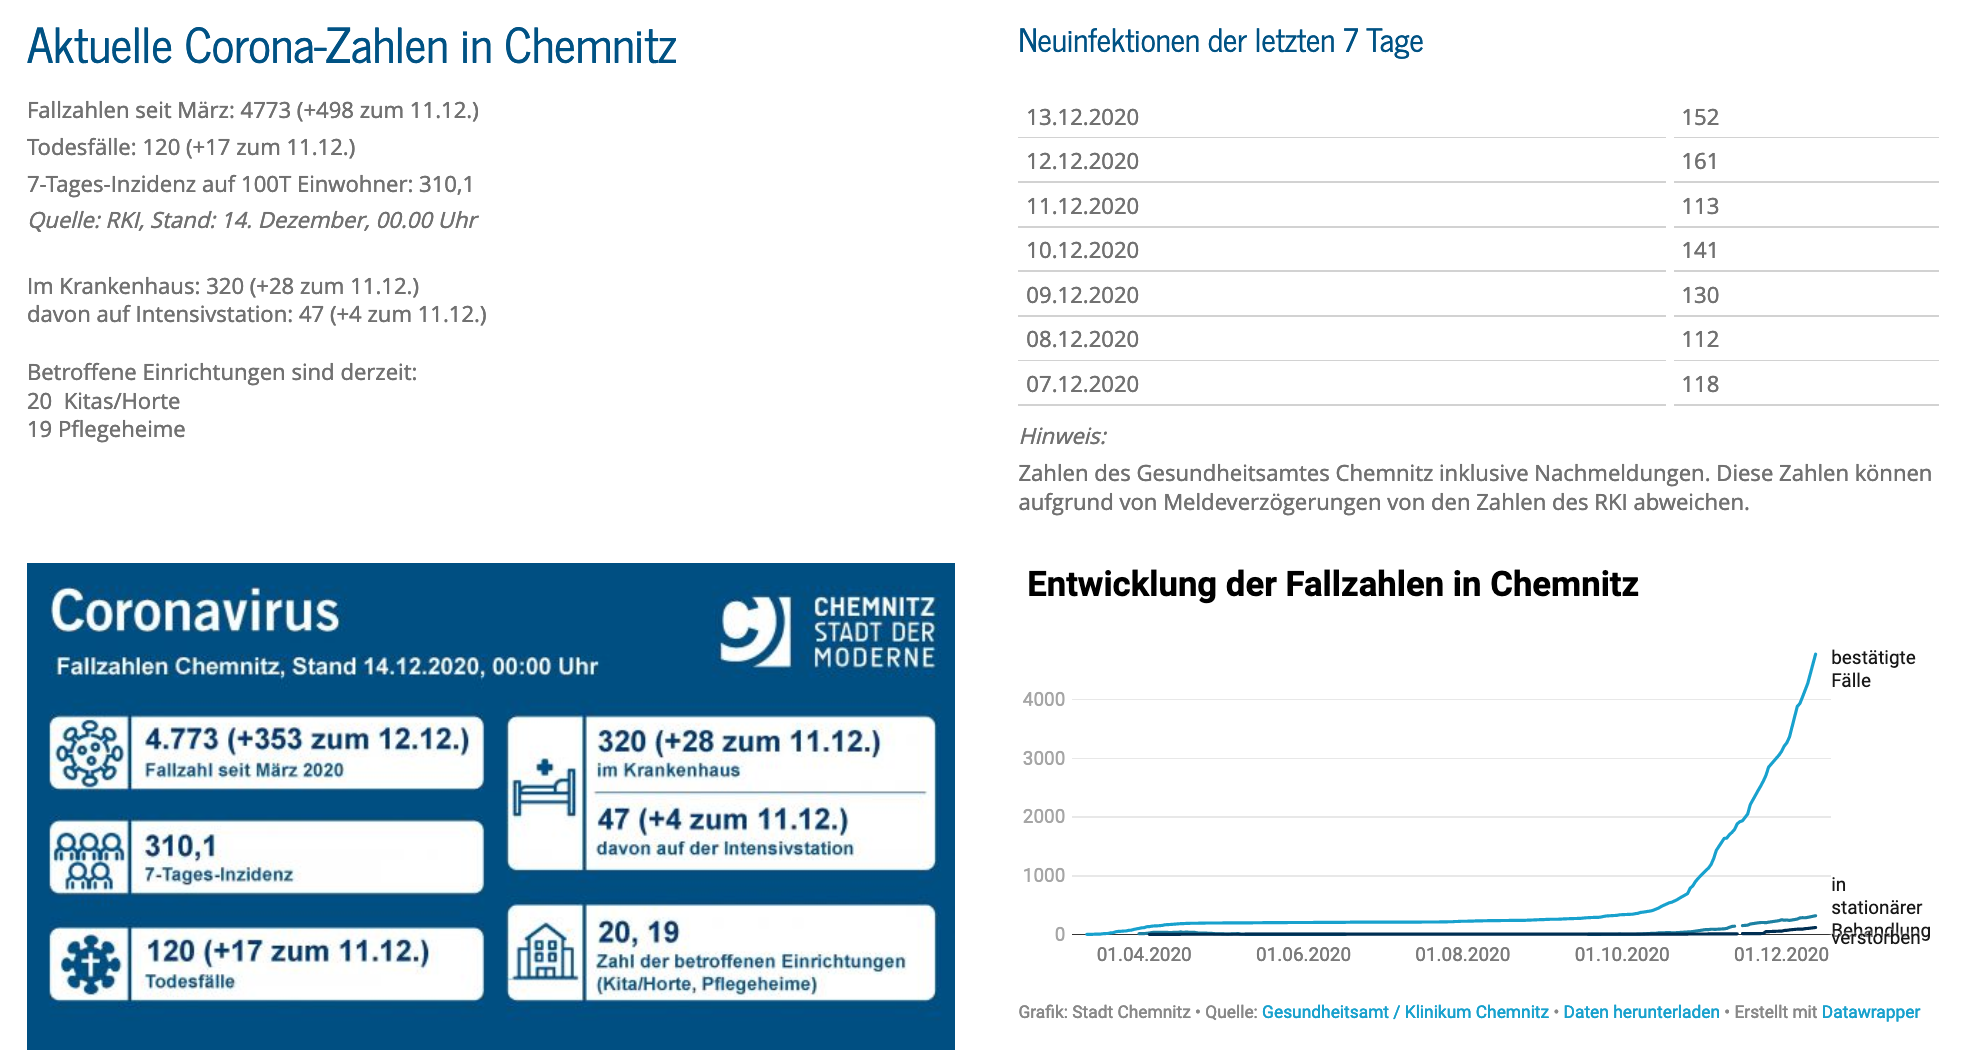 Aktuelle Corona-Zahlen in Chemnitz
Fallzahlen seit März: 4773 (+498 zum 11.12.)
Todesfälle: 120 (+17 zum 11.12.)
7-Tages-Inzidenz auf 100T Einwohner: 310,1
Quelle: RKI, Stand: 14. Dezember, 00.00 Uhr
Im Krankenhaus: 320 (+28 zum 11.12.)
davon auf Intensivstation: 47 (+4 zum 11.12.)
Betroffene Einrichtungen sind derzeit:
20 Kitas/Horte
19 Pflegeheime
Neuinfektionen der letzten 7 Tage
13.12.2020 152
12.12.2020 161
11.12.2020 113
10.12.2020 141
09.12.2020 130
08.12.2020 112
07.12.2020 118
Hinweis:
Zahlen des Gesundheitsamtes Chemnitz inklusive Nachmeldungen. Diese Zahlen können
aufgrund von Meldeverzögerungen von den Zahlen des RKI abweichen.
Coronavirus
Fallzahlen Chemnitz, Stand 14.12.2020, 00:00 Uhr
CHEMNITZ
STADT DER
MODERNE
4.773 (+353 zum 12.12.)
Fallzahl seit März 2020
310,1
7-Tages-Inzidenz
120 (+17 zum 11.12.)
Todesfälle
320 (+28 zum 11.12.)
im Krankenhaus
47 (+4 zum 11.12.)
davon auf der Intensivstation
20, 19
Zahl der betroffenen Einrichtungen
(Kita/Horte, Pflegeheime)
Entwicklung der Fallzahlen in Chemnitz
bestätigte
Fälle
4000
3000
2000
1000
0
in
stationärer
Behandlung
verstorben
01.04.2020 01.06.2020 01.08.2020 01.10.2020 01.12.2020
Grafik: Stadt Chemnitz • Quelle: Gesundheitsamt / Klinikum Chemnitz • Daten herunterladen • Erstellt mit Datawrapper